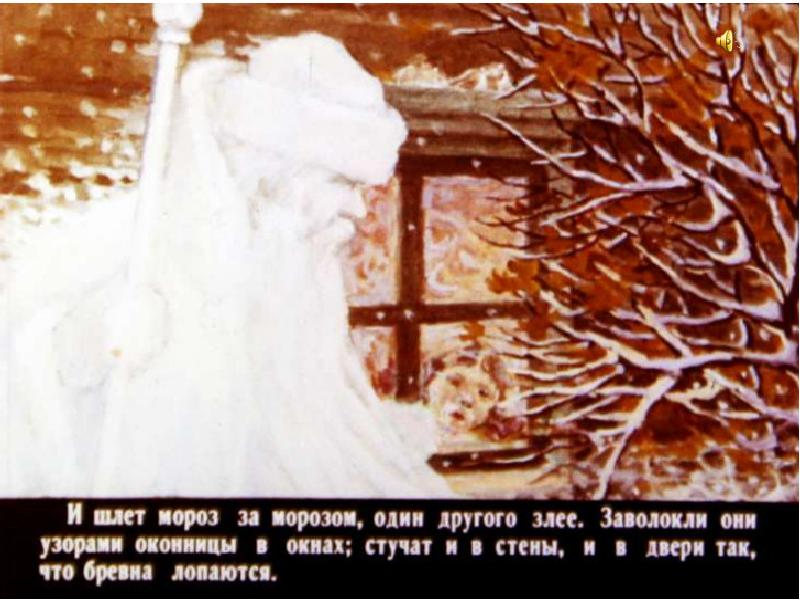 И шлет мороз за морозом, один другого злее. Заволокли они
узорами оконницы в окнах; стучат и в стены, и в двери так,
что бревна лопаются.